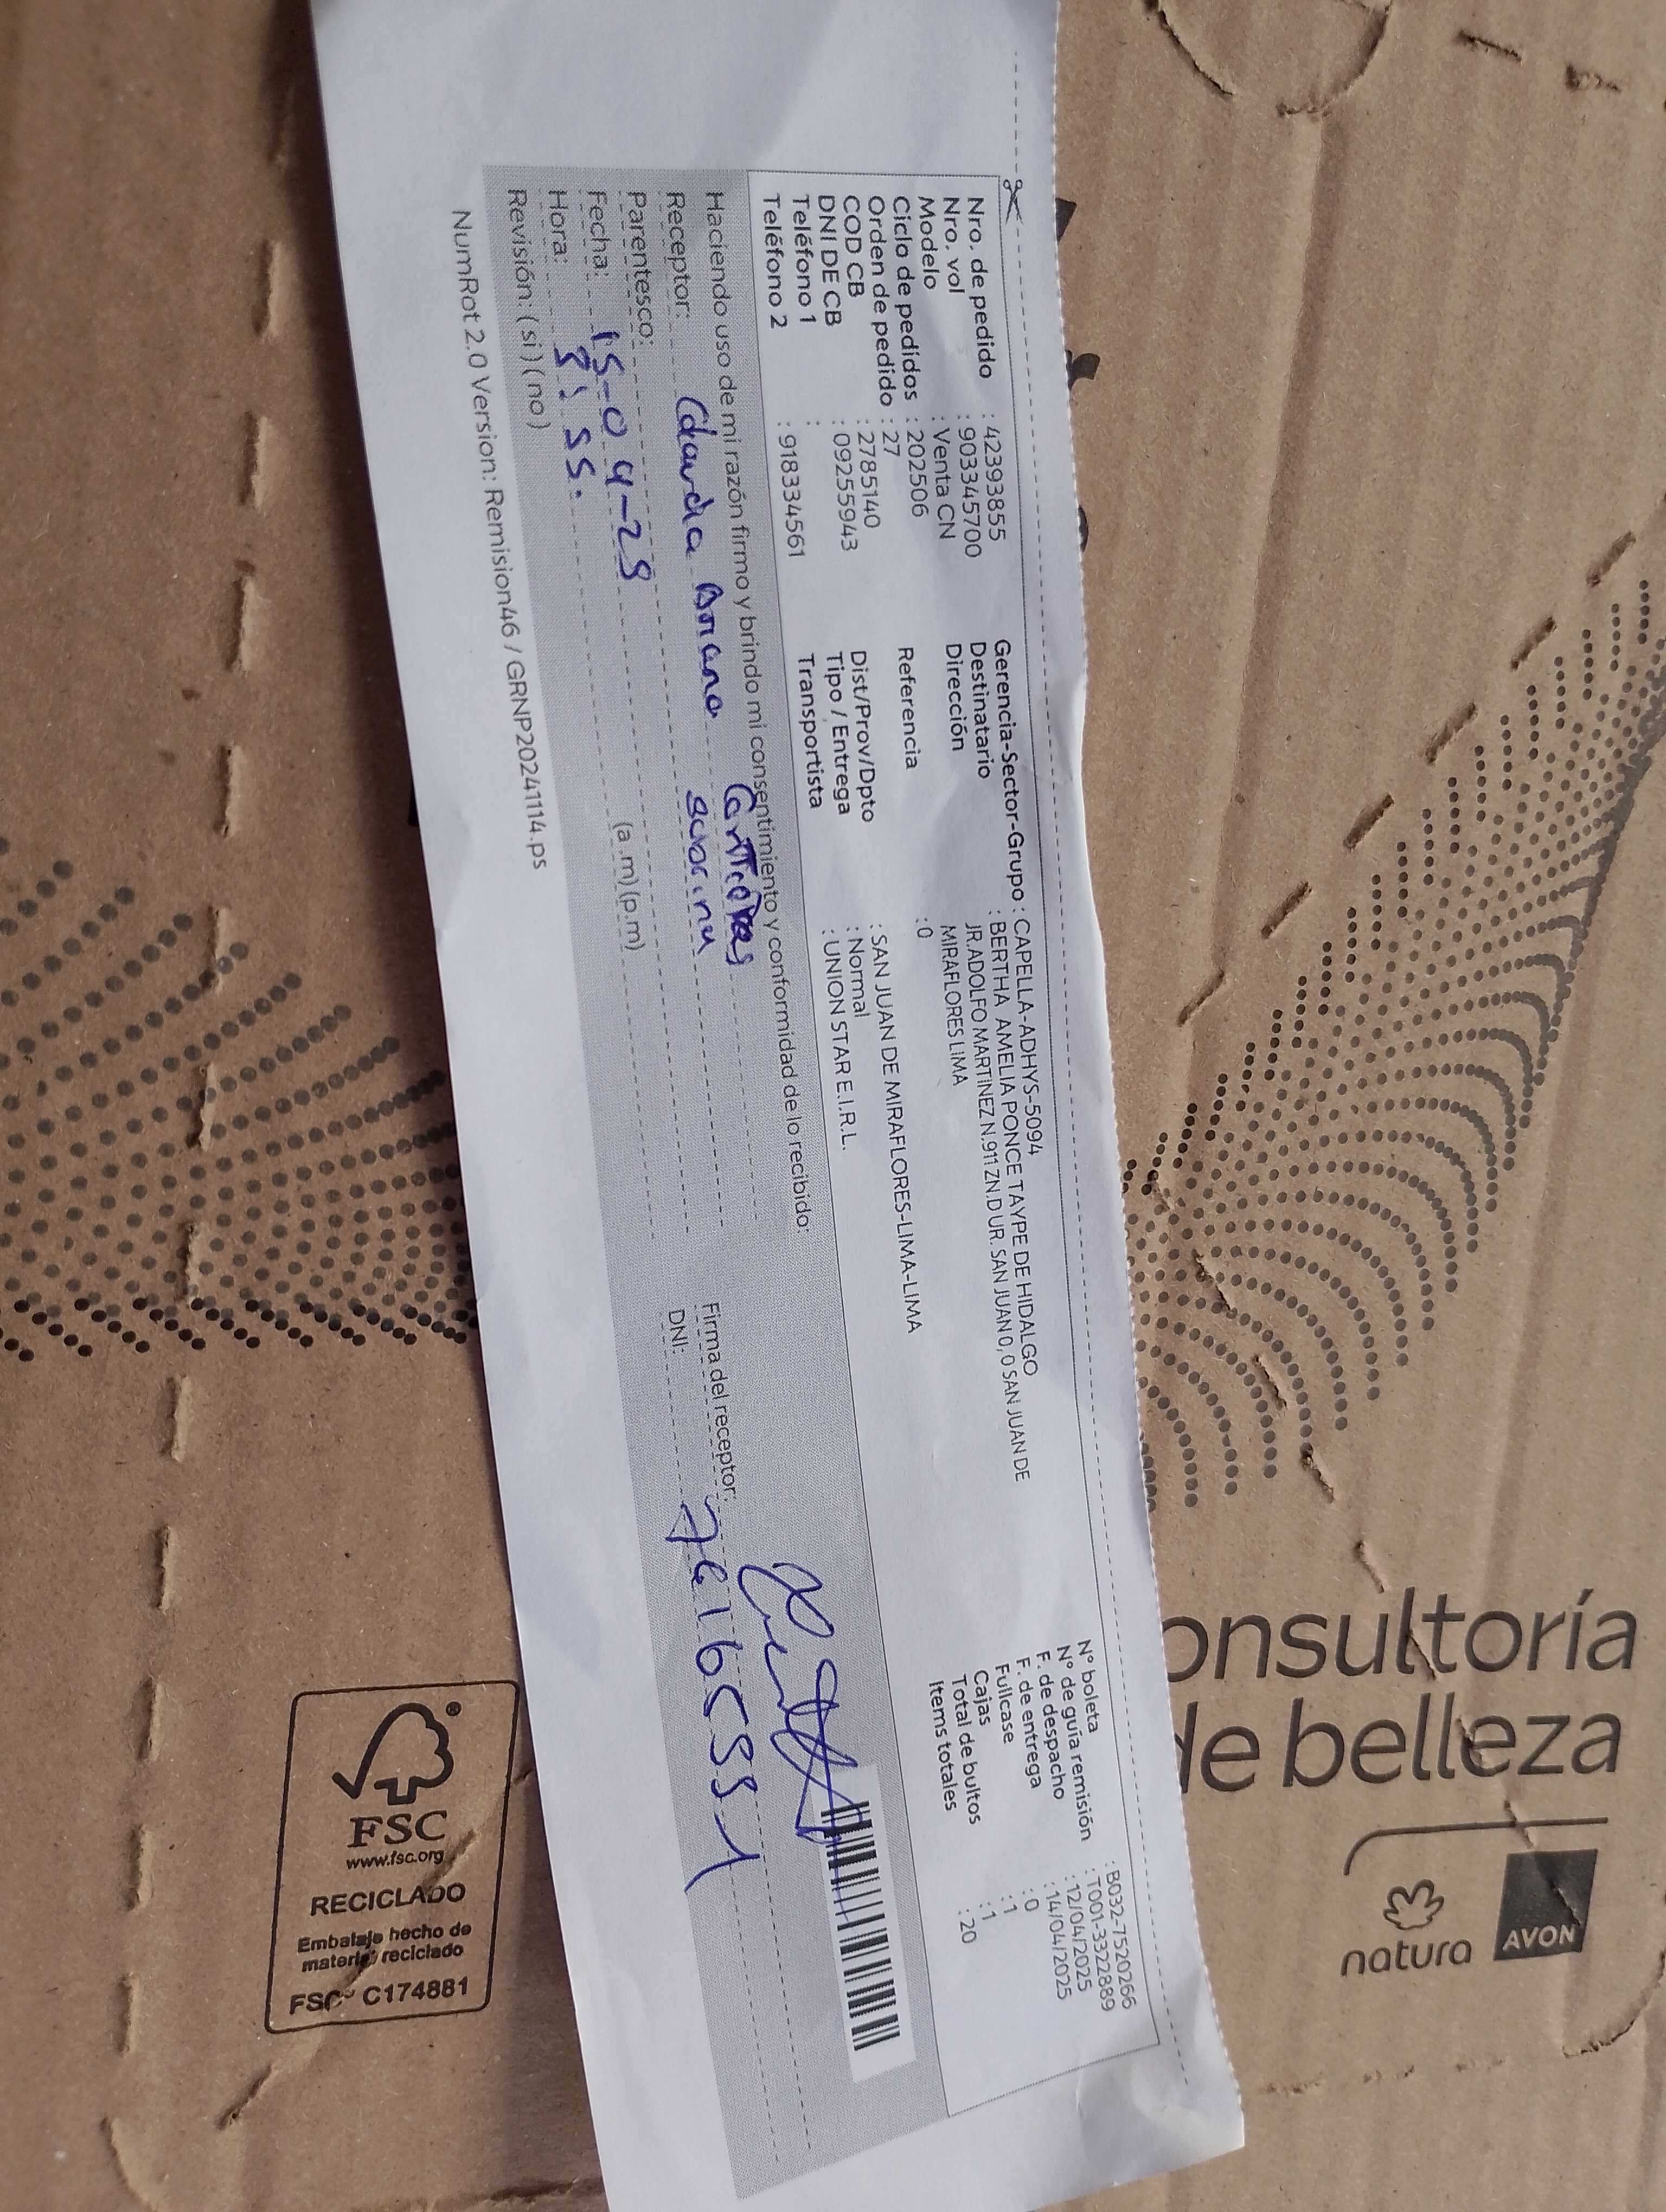 Nro. de pedido : 42393855
Nro. vol : 903345700
Modelo : Venta CN
Ciclo de pedidos : 202506
Orden de pedido : 27
COD CB : 2785140
DNI DE CB : 09255943
Teléfono 1 :
Teléfono 2 : 918334561
Gerencia-Sector-Grupo : CAPELLA-ADHYS-5094
Destinatario : BERTHA AMELIA PONCE TAYPE DE HIDALGO
Dirección JR.ADOLFO MARTINEZ N.911 ZN.D UR. SAN JUAN 0, 0 SAN JUAN DE
MIRAFLORES LIMA
Referencia :0
Dist/Prov/Dpto : SAN JUAN DE MIRAFLORES-LIMA-LIMA
Tipo / Entrega : Normal
Transportista : UNION STAR E.I.R.L.
N° boleta : B032-7520266
N° de guía remisión : T001-3322889
F. de despacho : 12/04/2025
F. de entrega : 14/04/2025
Fullcase : 0
Cajas : 1
Total de bultos : 1
Items totales : 20
Haciendo uso de mi razón firmo y brindo mi consentimiento y conformidad de lo recibido:
Receptor: Claudia
Parentesco:
Fecha: 15-04-25
Hora: 8:55. (a.m) (p.m)
Revisión: ( si ) ( no )
Firma del receptor:
DNI:
NumRot 2.0 Version: Remision46 / GRNP20241114.ps
onsultoría
de belleza
natura
AVON
FSC
www.fsc.org
RECICLADO
Embalaje hecho de
material reciclado
FSC® C174881